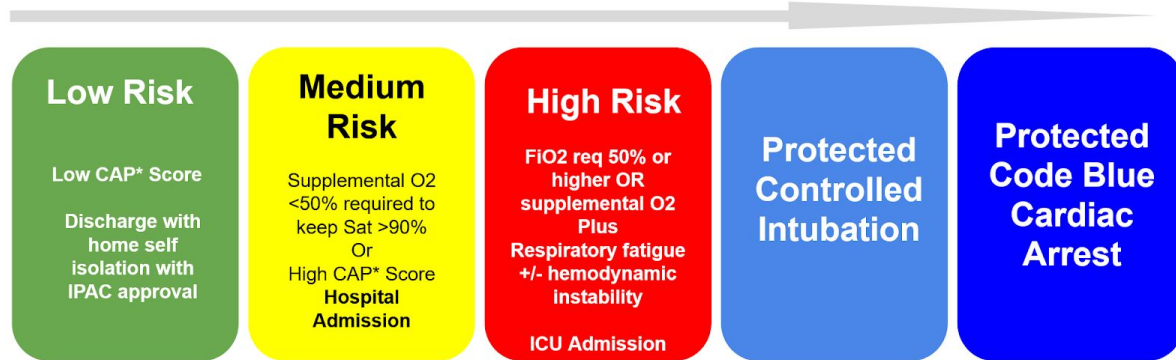 Low Risk
Low CAP* Score
Discharge with
home self
isolation with
IPAC approval
Medium
Risk
Supplemental O2
<50% required to
keep Sat >90%
Or
High CAP* Score
Hospital
Admission
High Risk
FiO2 req 50% or
higher OR
supplemental O2
Plus
Respiratory fatigue
+/- hemodynamic
instability
ICU Admission
Protected
Controlled
Intubation
Protected
Code Blue
Cardiac
Arrest